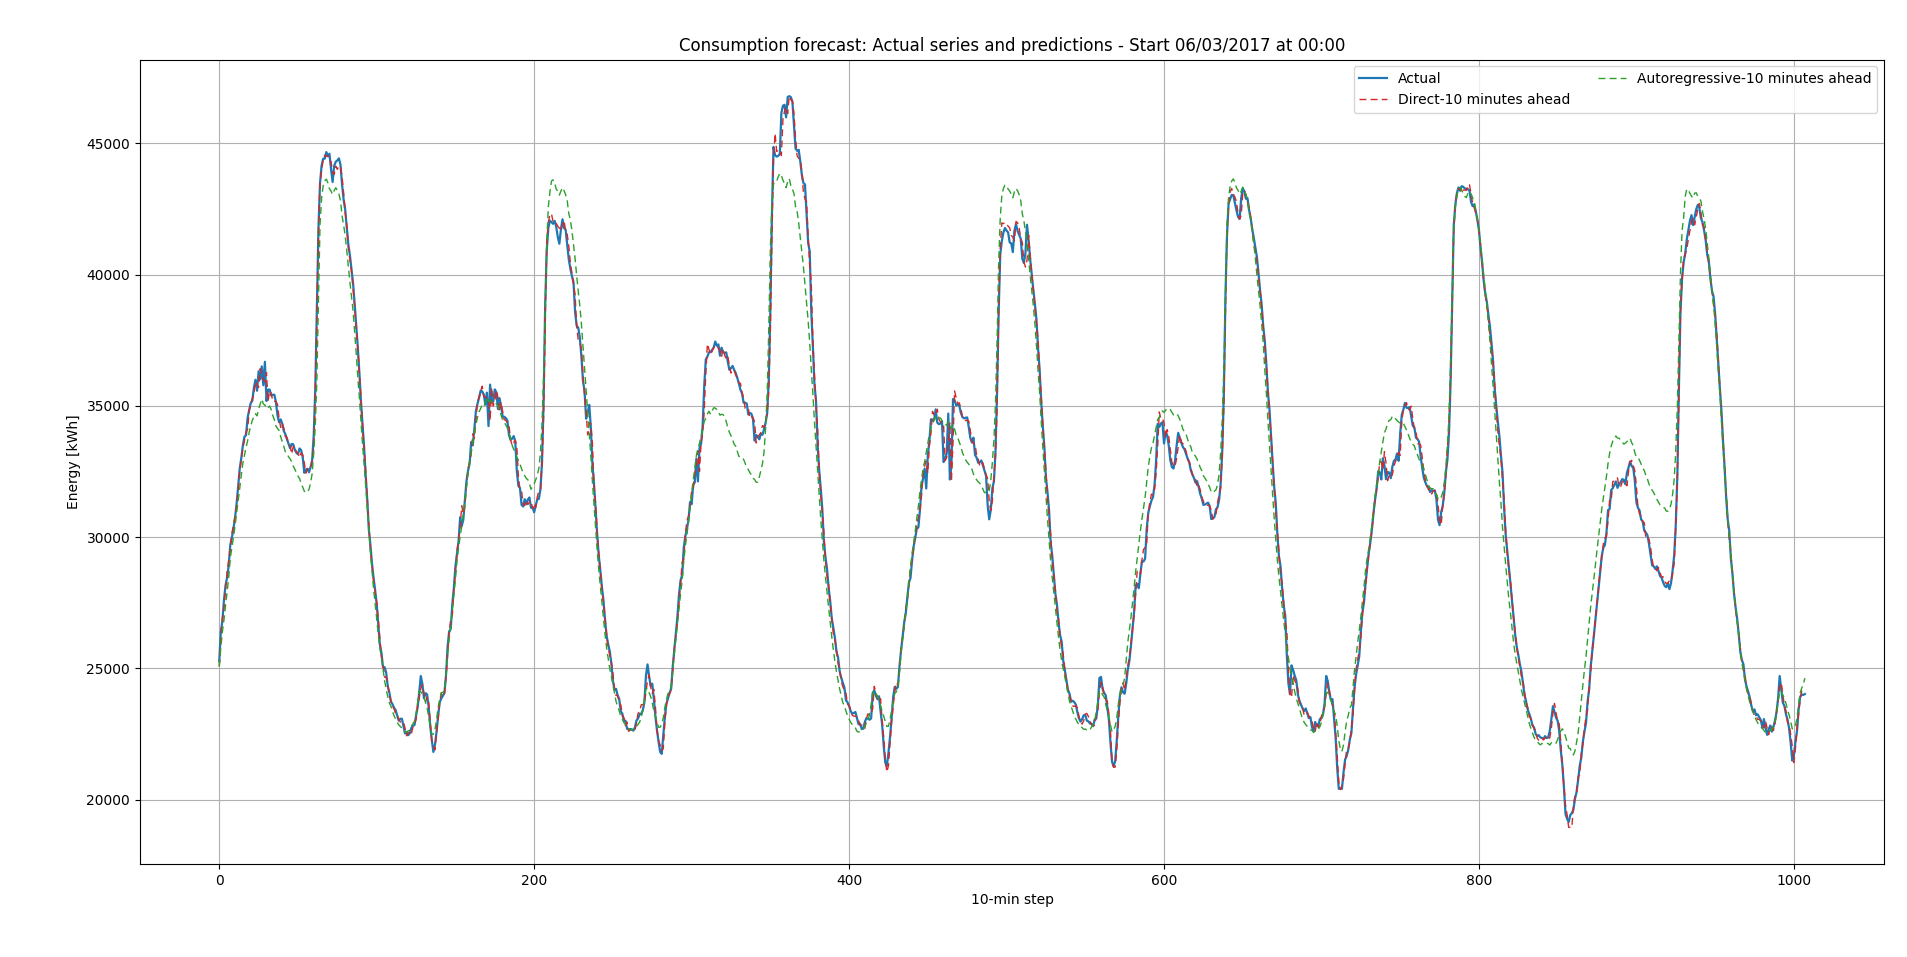 Consumption forecast: Actual series and predictions - Start 06/03/2017 at 00:00
Actual
Direct-10 minutes ahead
Autoregressive-10 minutes ahead
Energy [kWh]
45000
40000
35000
30000
25000
20000
0
200
400
600
800
1000
10-min step